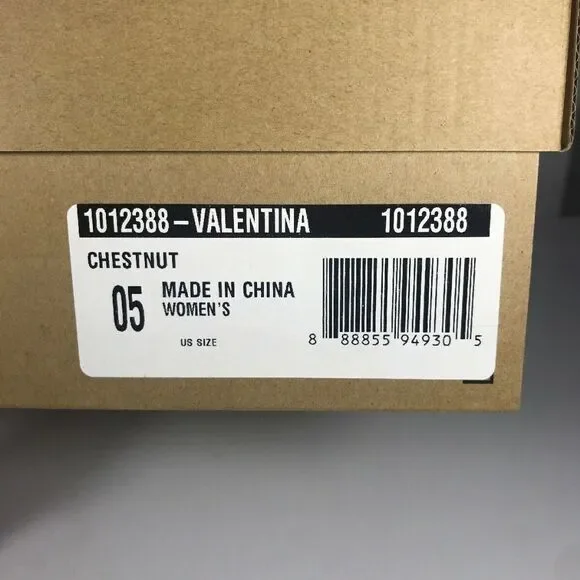 1012388-VALENTINA 1012388
CHESTNUT
05 MADE IN CHINA
WOMEN'S
US SIZE
8 88855 94930 5